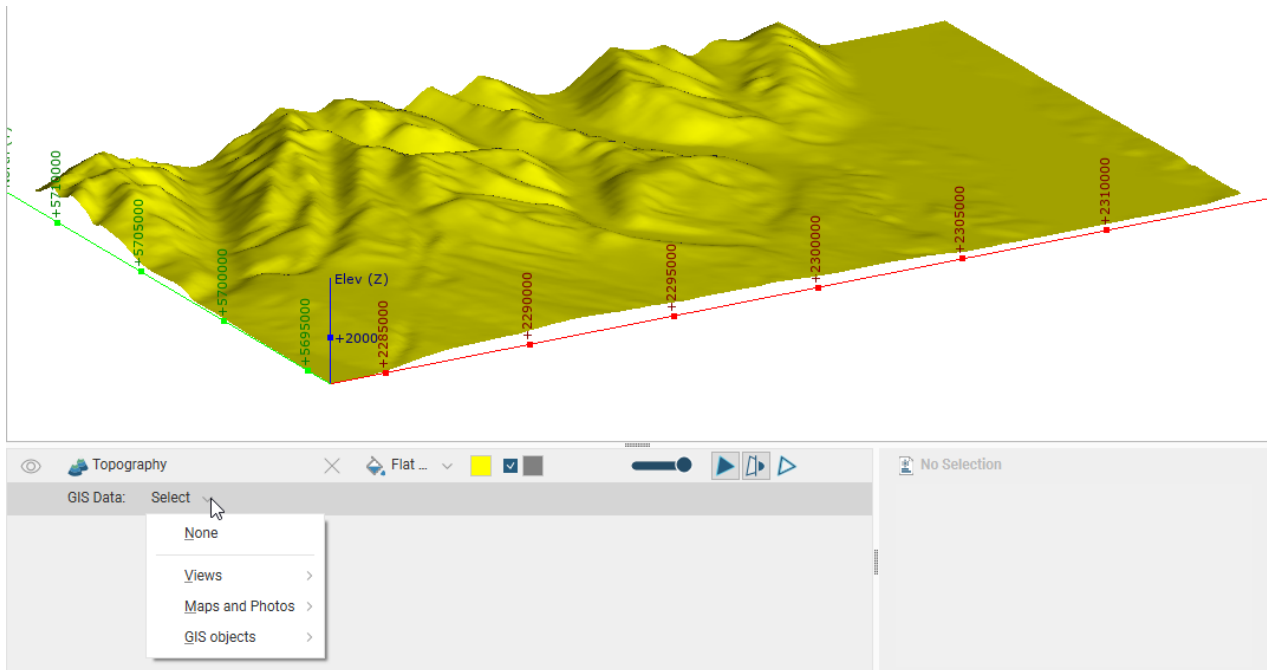 +5710000
+5705000
+5700000
+5695000
Elev (Z)
+2000
+2285000
+2290000
+2295000
+2300000
+2305000
+2310000
Topography
Flat ...
No Selection
GIS Data: Select
None
Views
Maps and Photos
GIS objects